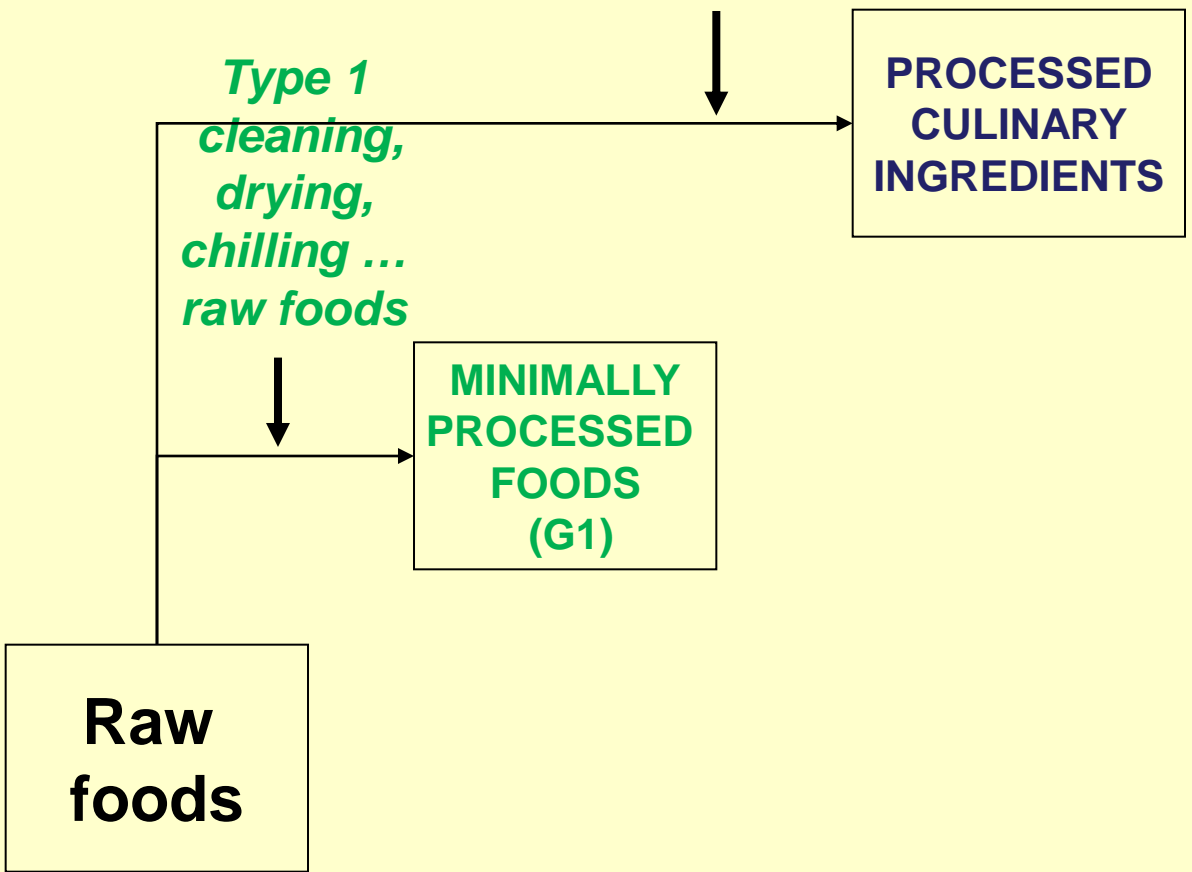 Type 1
cleaning,
drying,
chilling …
raw foods
PROCESSED
CULINARY
INGREDIENTS
MINIMALLY
PROCESSED
FOODS
(G1)
Raw
foods